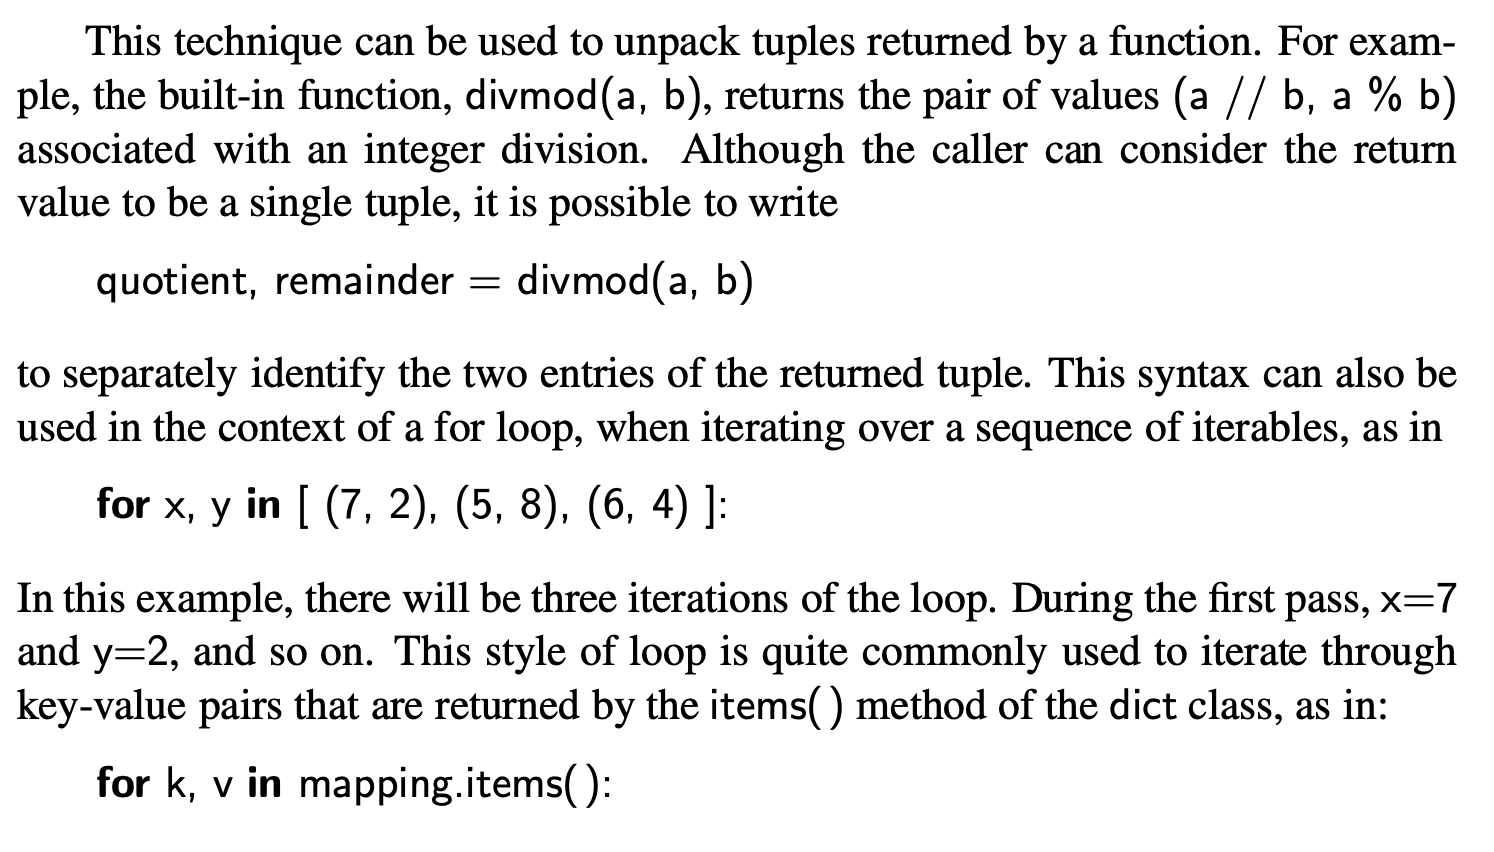 This technique can be used to unpack tuples returned by a function. For exam-
ple, the built-in function, divmod(a, b), returns the pair of values (a // b, a % b)
associated with an integer division. Although the caller can consider the return
value to be a single tuple, it is possible to write
quotient, remainder = divmod(a, b)
to separately identify the two entries of the returned tuple. This syntax can also be
used in the context of a for loop, when iterating over a sequence of iterables, as in
for x, y in [ (7, 2), (5, 8), (6, 4) ]:
In this example, there will be three iterations of the loop. During the first pass, x=7
and y=2, and so on. This style of loop is quite commonly used to iterate through
key-value pairs that are returned by the items() method of the dict class, as in:
for k, v in mapping.items():